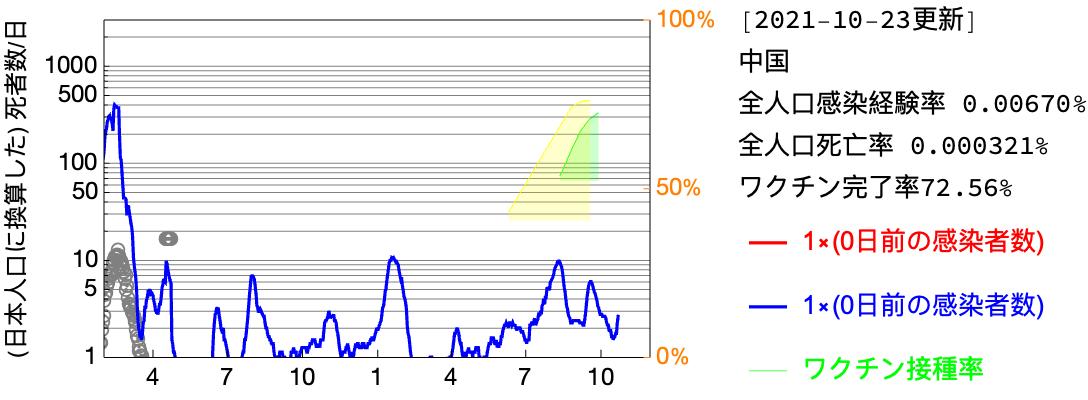 (日本人口に換算した) 死者数/日
1000
500
100
50
10
5
1
4
7
10
1
4
7
10
100%
50%
0%
[2021-10-23更新]
中国
全人口感染経験率 0.00670%
全人口死亡率 0.000321%
ワクチン完了率72.56%
1×(0日前の感染者数)
1×(0日前の感染者数)
ワクチン接種率